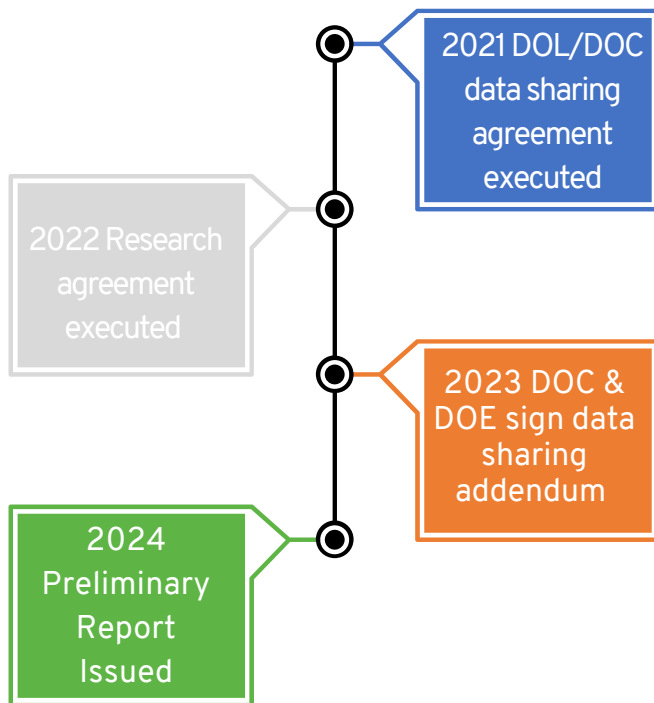 2021 DOL/DOC
data sharing
agreement
executed
2022 Research
agreement
executed
2023 DOC &
DOE sign data
sharing
addendum
2024
Preliminary
Report
Issued